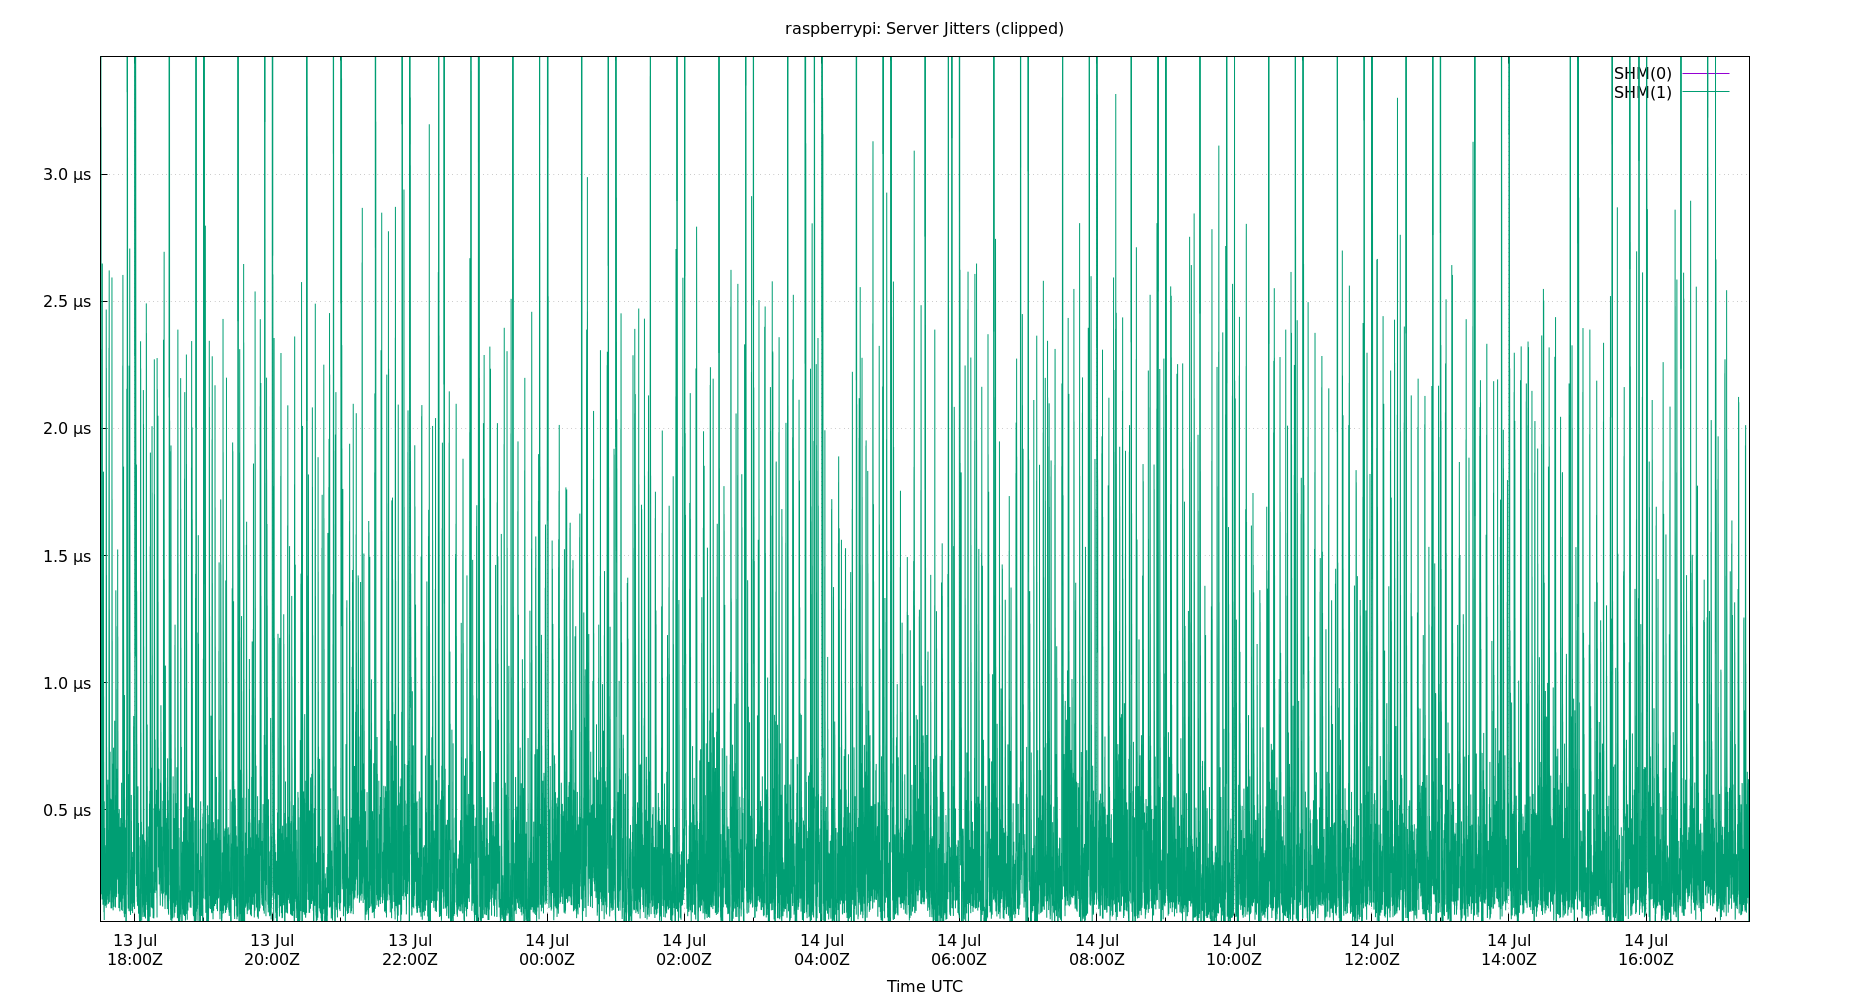 raspberrypi: Server Jitters (clipped)
SHM(0)
SHM(1)
3.0 µs
2.5 µs
2.0 µs
1.5 µs
1.0 µs
0.5 µs
13 Jul 13 Jul 13 Jul 14 Jul 14 Jul 14 Jul 14 Jul 14 Jul 14 Jul 14 Jul 14 Jul 14 Jul
18:00Z 20:00Z 22:00Z 00:00Z 02:00Z 04:00Z 06:00Z 08:00Z 10:00Z 12:00Z 14:00Z 16:00Z
Time UTC